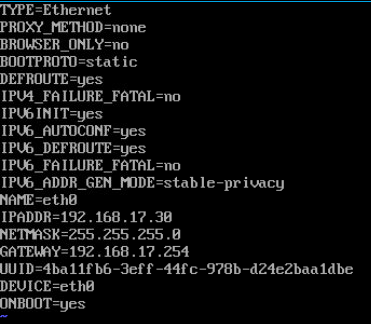 TYPE=Ethernet
PROXY_METHOD=none
BROWSER_ONLY=no
BOOTPROTO=static
DEFROUTE=yes
IPV4_FAILURE_FATAL=no
IPV6INIT=yes
IPV6_AUTOCONF=yes
IPV6_DEFROUTE=yes
IPV6_FAILURE_FATAL=no
IPV6_ADDR_GEN_MODE=stable-privacy
NAME=eth0
IPADDR=192.168.17.30
NETMASK=255.255.255.0
GATEWAY=192.168.17.254
UUID=4ba11fb6-3eff-44fc-978b-d24e2baa1dbe
DEVICE=eth0
ONBOOT=yes
~